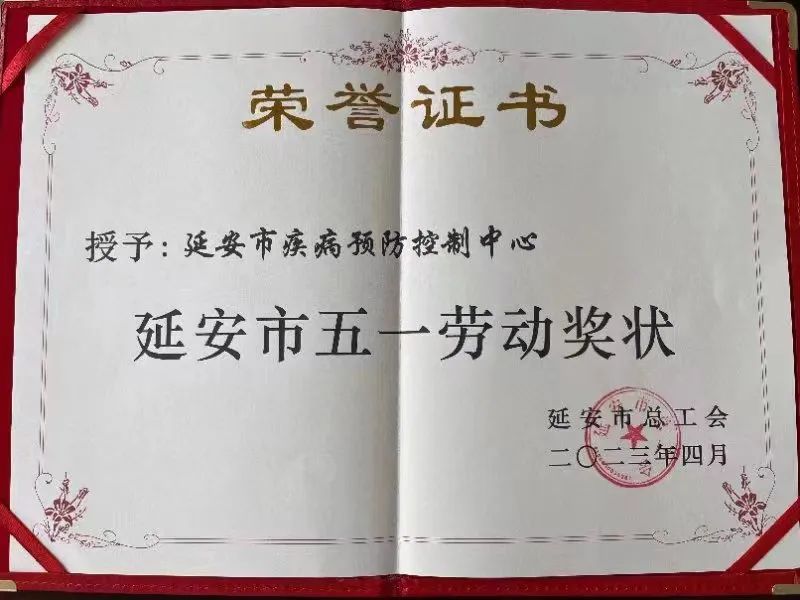 荣誉证书
授予：延安市疾病预防控制中心
延安市五一劳动奖状
延安市总工会
二〇二三年四月